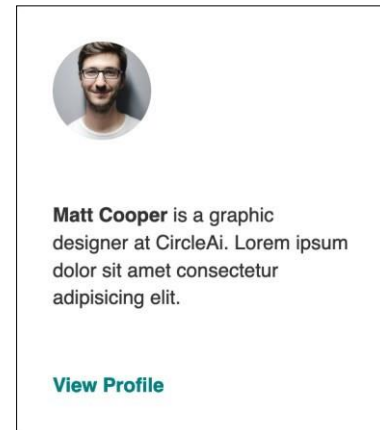 Matt Cooper is a graphic
designer at CircleAi. Lorem ipsum
dolor sit amet consectetur
adipisicing elit.
View Profile